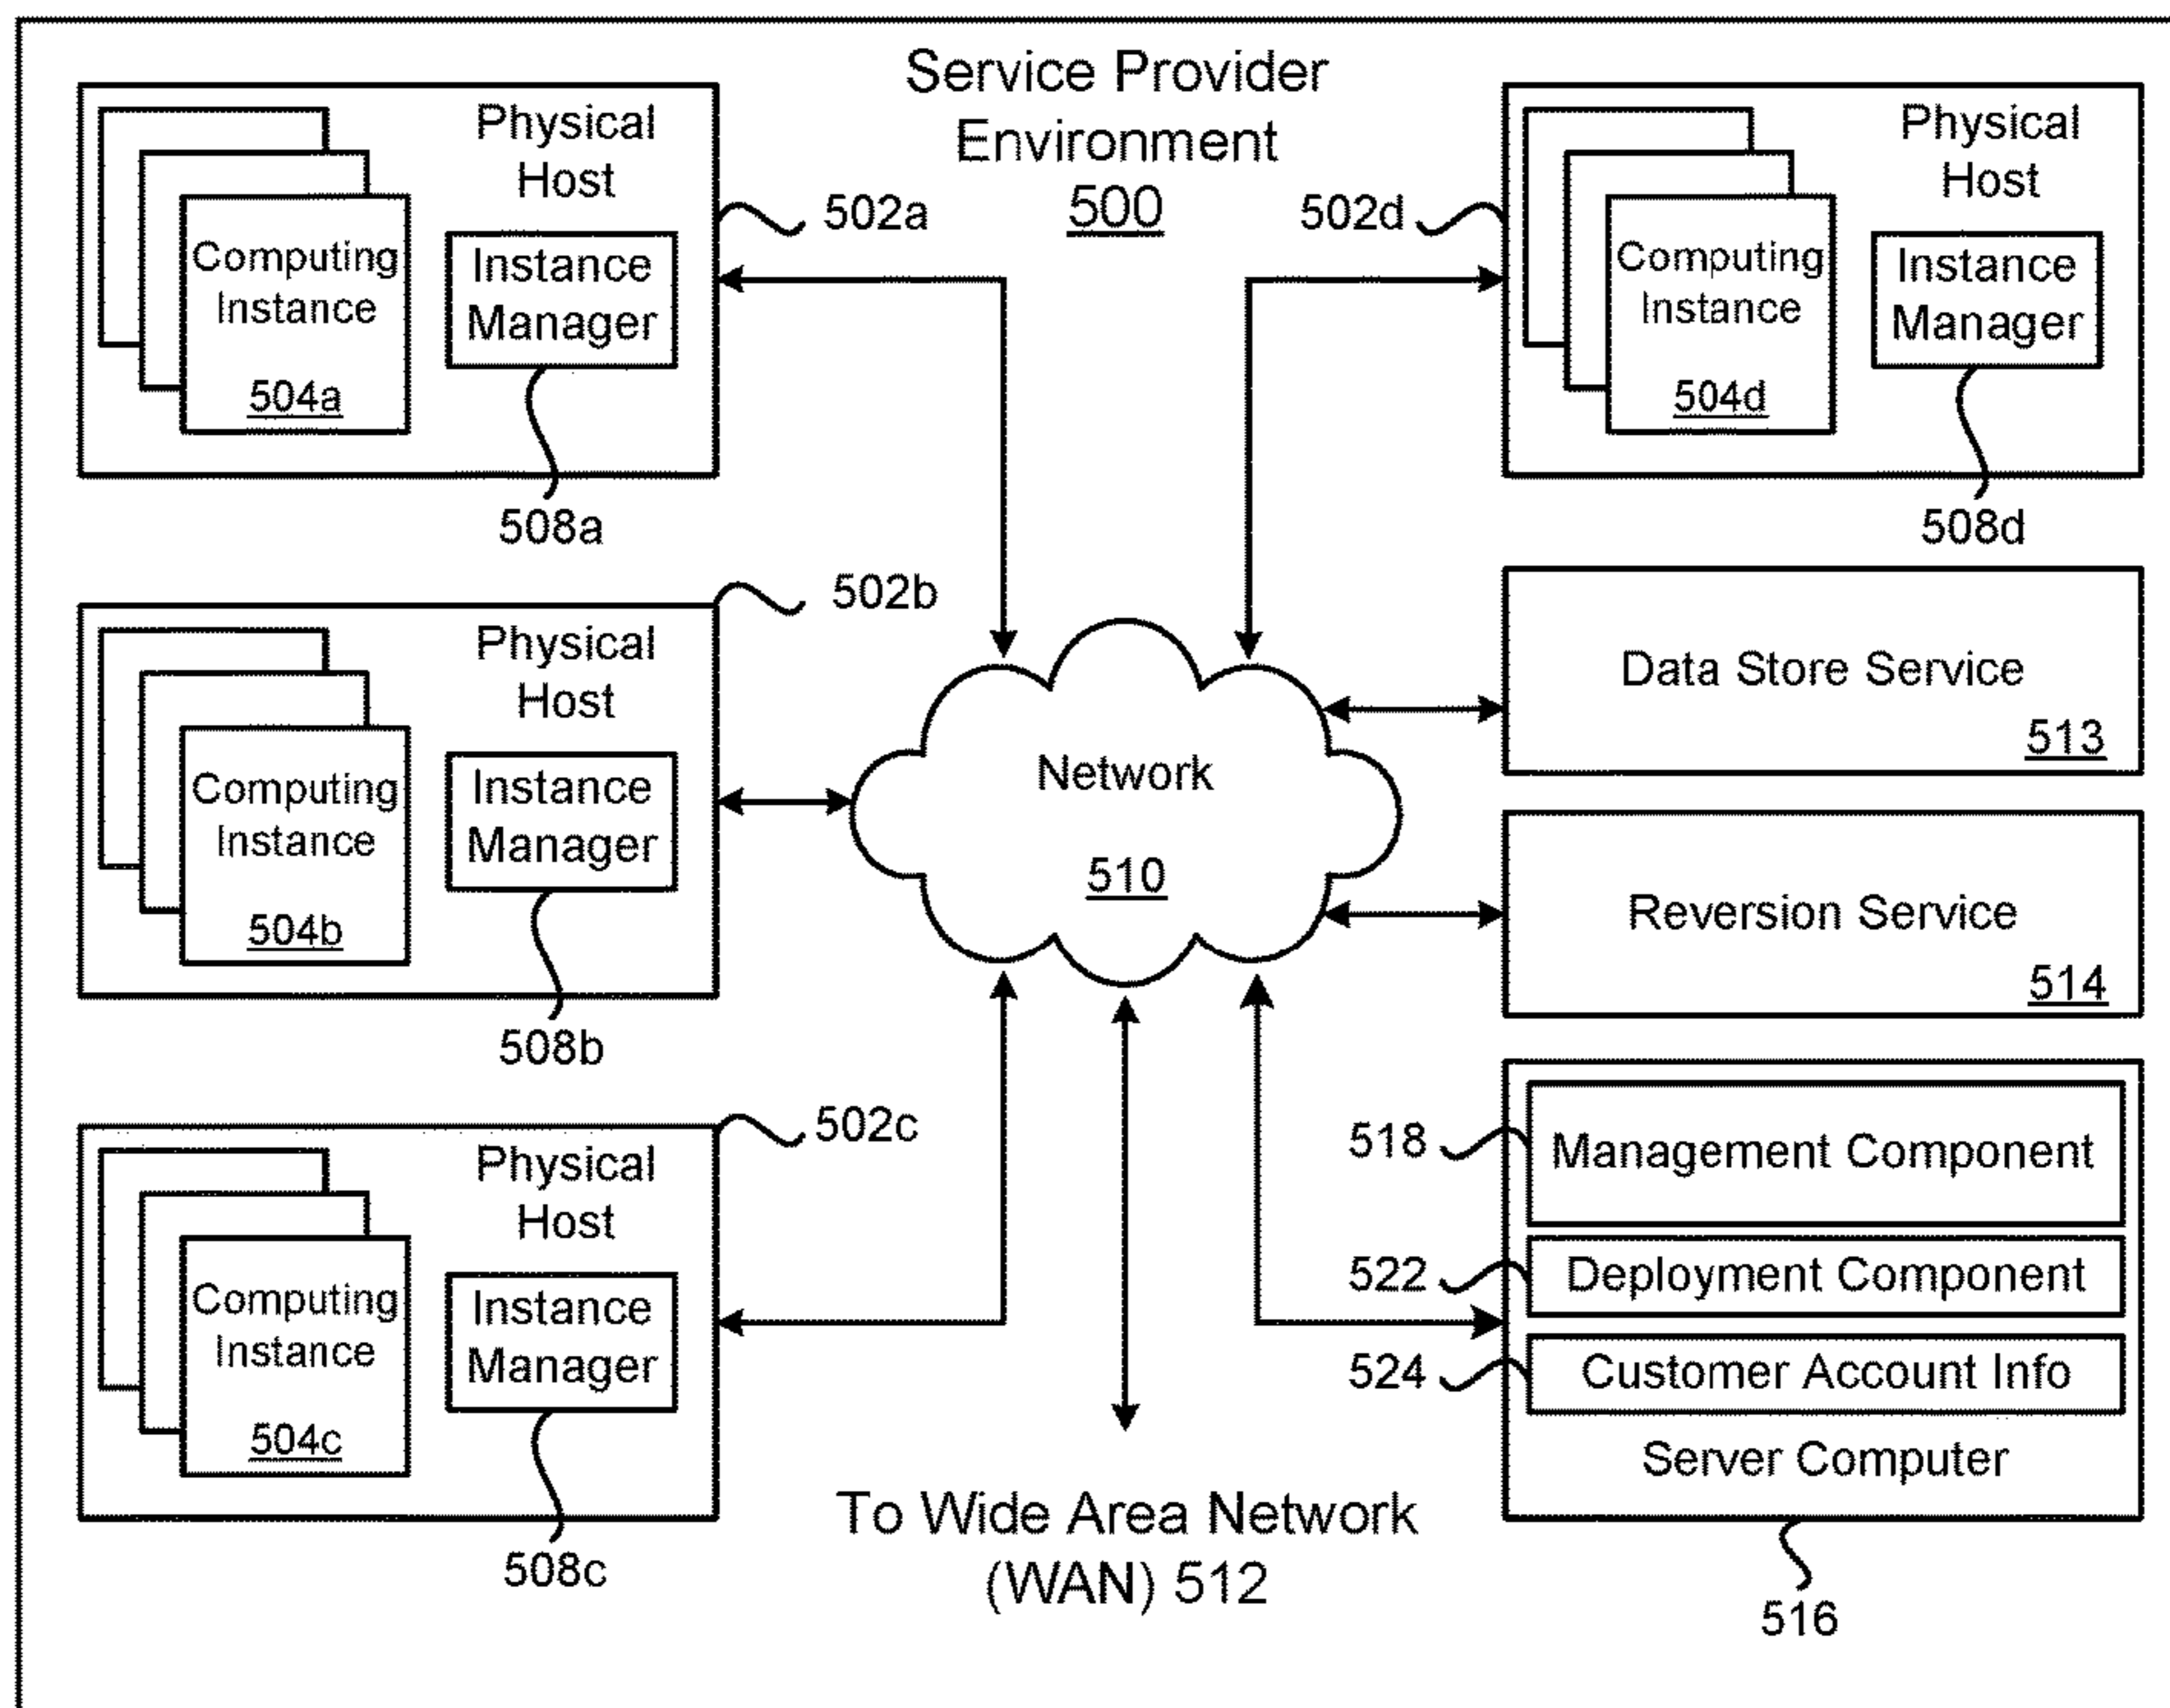 Service Provider
Environment
500
Physical
Host
Computing
Instance
504a
Instance
Manager
502a
508a
Physical
Host
Computing
Instance
504b
Instance
Manager
502b
508b
Physical
Host
Computing
Instance
504c
Instance
Manager
502c
508c
Network
510
To Wide Area Network
(WAN) 512
502d
Physical
Host
Computing
Instance
504d
Instance
Manager
508d
Data Store Service
513
Reversion Service
514
518
Management Component
522
Deployment Component
524
Customer Account Info
Server Computer
516